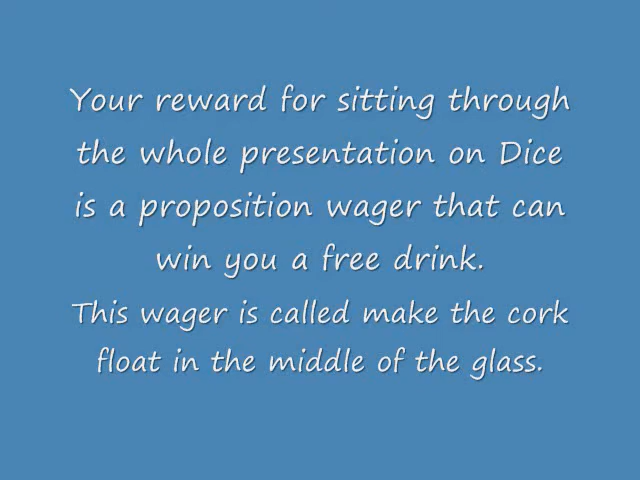 Your reward for sitting through
the whole presentation on Dice
is a proposition wager that can
win you a free drink.
This wager is called make the cork
float in the middle of the glass.